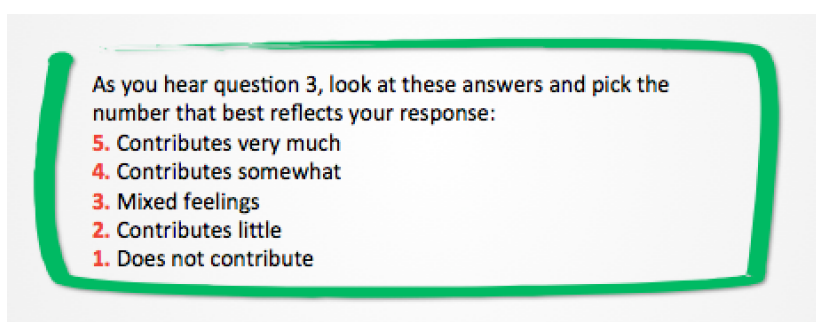 As you hear question 3, look at these answers and pick the
number that best reflects your response:
5. Contributes very much
4. Contributes somewhat
3. Mixed feelings
2. Contributes little
1. Does not contribute